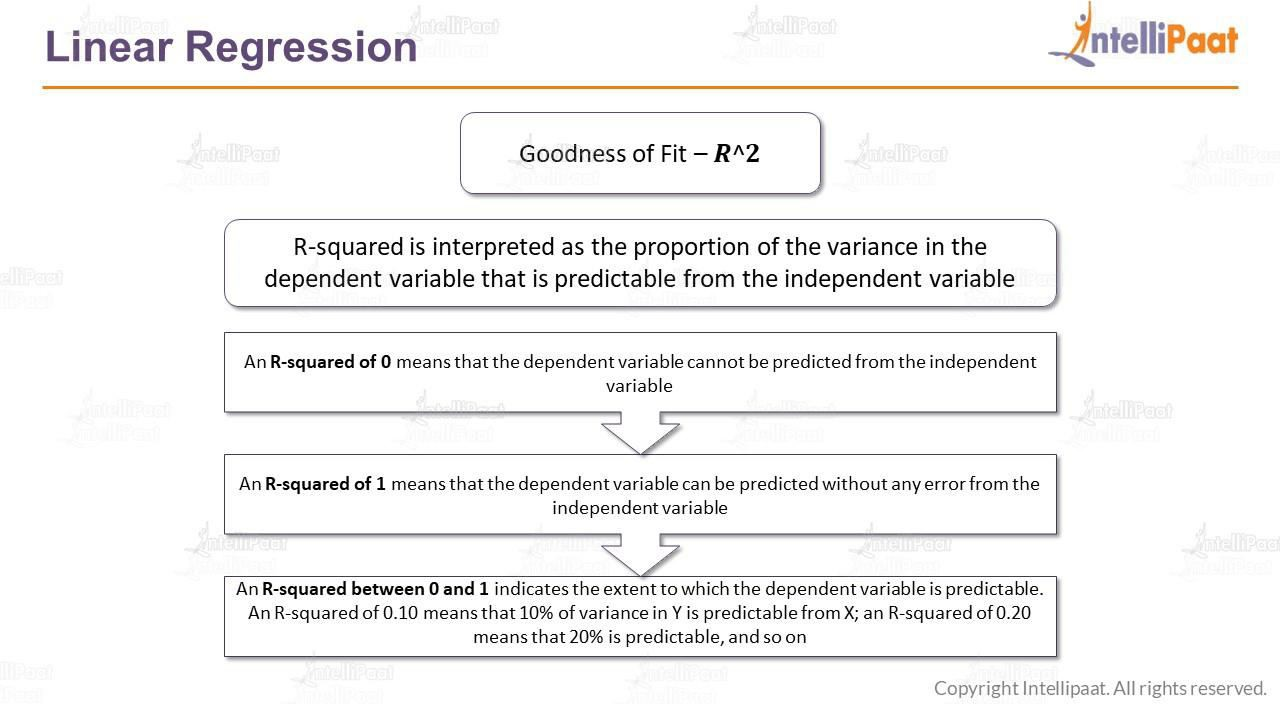 Linear Regression
IntelliPaat
Goodness of Fit – R^2
R-squared is interpreted as the proportion of the variance in the
dependent variable that is predictable from the independent variable
An R-squared of 0 means that the dependent variable cannot be predicted from the independent
variable
An R-squared of 1 means that the dependent variable can be predicted without any error from the
independent variable
An R-squared between 0 and 1 indicates the extent to which the dependent variable is predictable.
An R-squared of 0.10 means that 10% of variance in Y is predictable from X; an R-squared of 0.20
means that 20% is predictable, and so on
Copyright Intellipaat. All rights reserved.